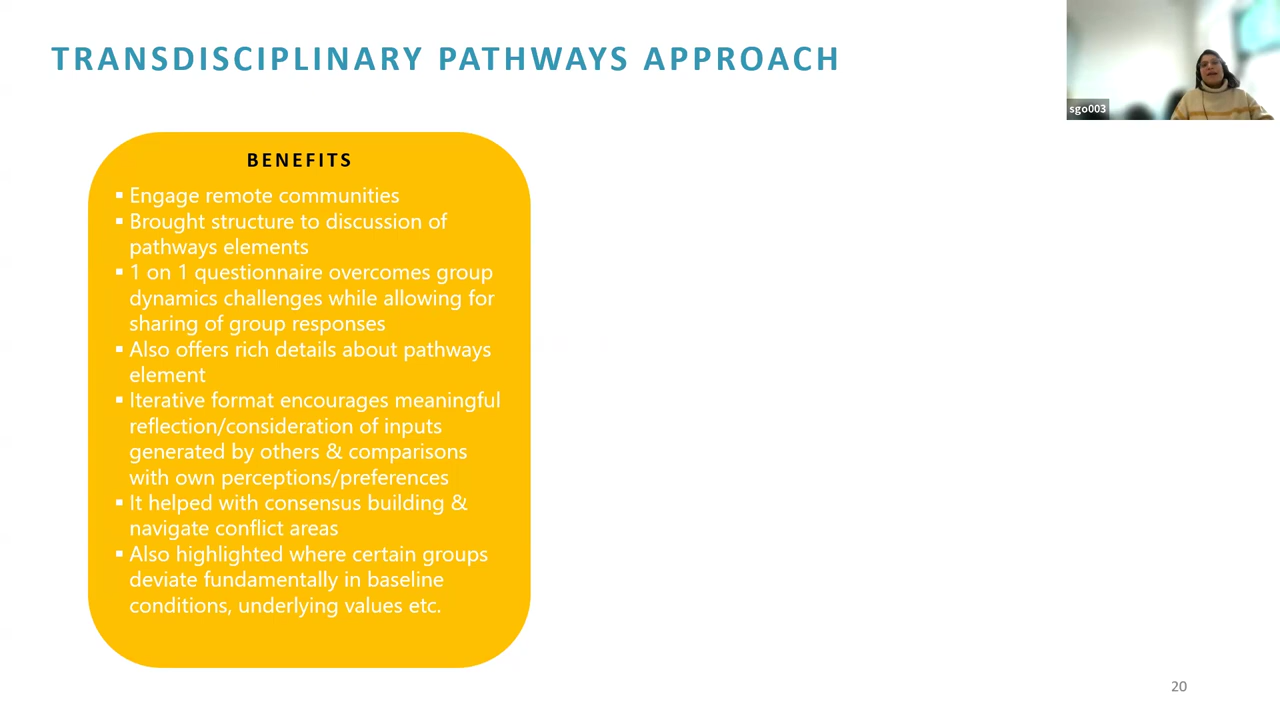 TRANSDISCIPLINARY PATHWAYS APPROACH
sgo003
BENEFITS
▪ Engage remote communities
▪ Brought structure to discussion of
pathways elements
▪ 1 on 1 questionnaire overcomes group
dynamics challenges while allowing for
sharing of group responses
▪ Also offers rich details about pathways
element
▪ Iterative format encourages meaningful
reflection/consideration of inputs
generated by others & comparisons
with own perceptions/preferences
▪ It helped with consensus building &
navigate conflict areas
▪ Also highlighted where certain groups
deviate fundamentally in baseline
conditions, underlying values etc.
20